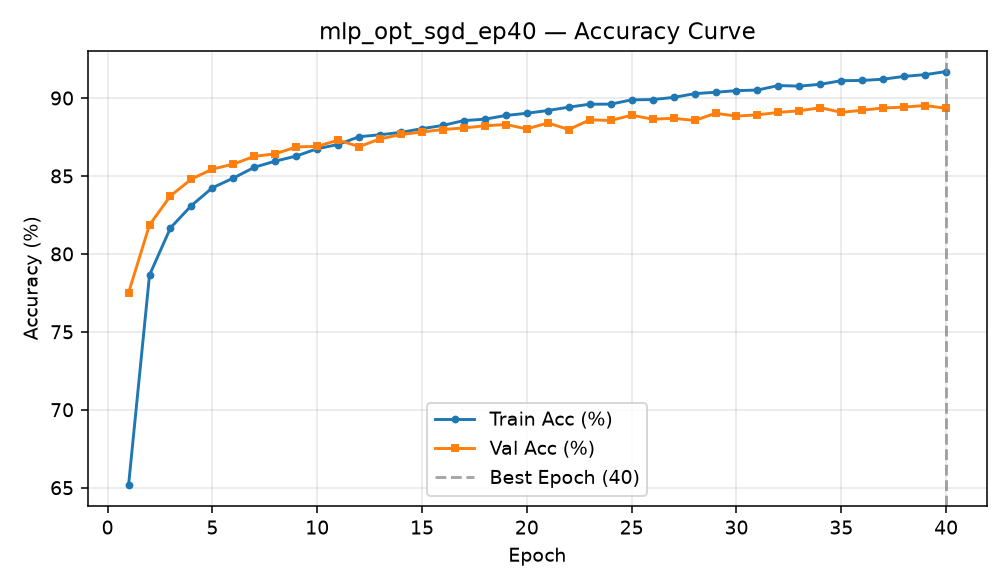 mlp_opt_sgd_ep40 — Accuracy Curve
Accuracy (%)
90
85
80
75
70
65
Train Acc (%)
Val Acc (%)
Best Epoch (40)
0 5 10 15 20 25 30 35 40
Epoch